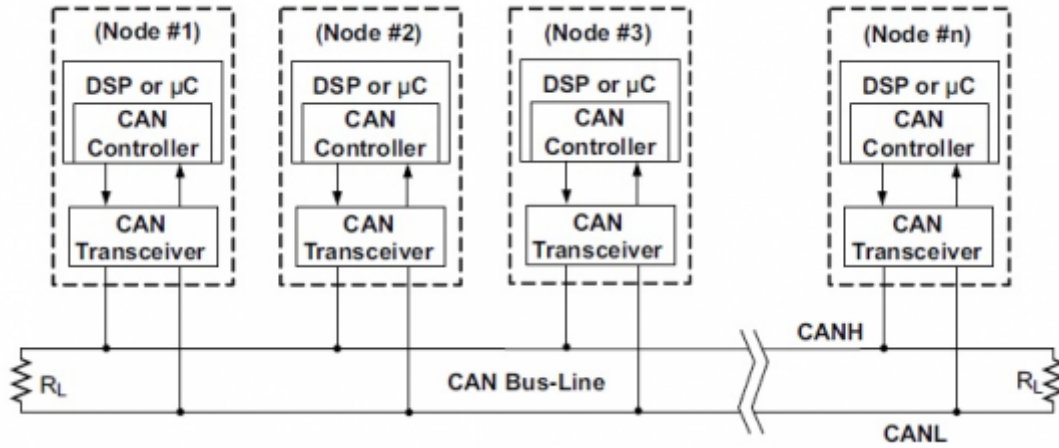 (Node #1)
DSP or µC
CAN
Controller
CAN
Transceiver
(Node #2)
DSP or µC
CAN
Controller
CAN
Transceiver
(Node #3)
DSP or µC
CAN
Controller
CAN
Transceiver
(Node #n)
DSP or µC
CAN
Controller
CAN
Transceiver
CANH
RL
CAN Bus-Line
RL
CANL